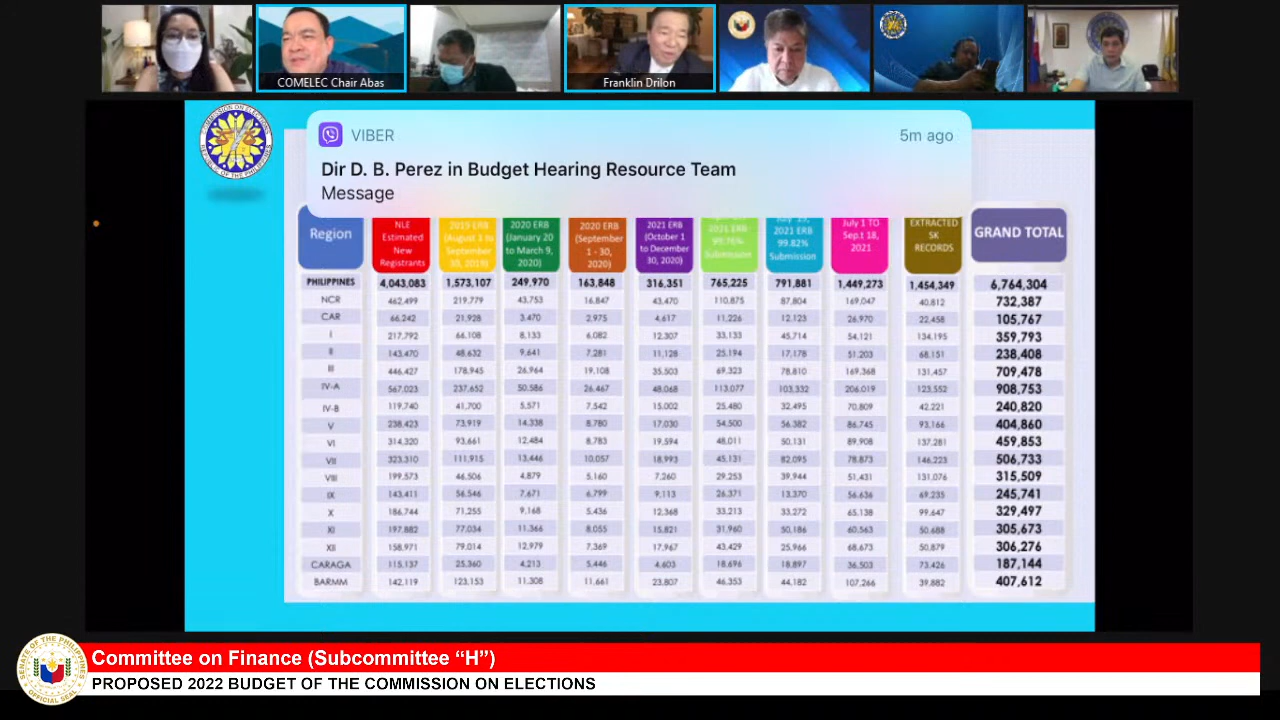 COMELEC Chair Abas
Franklin Drilon
VIBER
5m ago
Dir D. B. Perez in Budget Hearing Resource Team
Message
Region
NLE Estimated New Registrants
2019 ERB (August 1 to September 30, 2019)
2020 ERB (January 20 to March 9, 2020)
2020 ERB (September 1 - 30, 2020)
2021 ERB (October 1 to December 30, 2020)
2021 ERB 99.76% Submission
July 19, 2021 ERB 99.82% Submission
July 1 TO Sep.t 18, 2021
EXTRACTED SK RECORDS
GRAND TOTAL
PHILIPPINES 4,043,083 1,573,107 249,970 163,848 316,351 765,225 791,881 1,449,273 1,454,349 6,764,304
NCR 462,499 219,779 43,753 16,847 43,470 110,875 87,804 169,047 40,812 732,387
CAR 66,242 21,928 3,470 2,975 4,617 11,226 12,123 26,970 22,458 105,767
I 217,792 66,108 8,133 6,082 12,307 33,133 45,714 54,121 134,195 359,793
II 143,470 48,632 9,641 7,281 11,128 25,194 17,178 51,203 68,151 238,408
III 446,427 178,945 26,964 19,108 35,503 69,323 78,810 169,368 131,457 709,478
IV-A 567,023 237,652 50,586 26,467 48,068 113,077 103,332 206,019 123,552 908,753
IV-B 119,740 41,700 5,571 7,542 15,002 25,480 32,495 70,809 42,221 240,820
V 238,423 73,919 14,338 8,780 17,030 54,500 56,382 86,745 93,166 404,860
VI 314,320 93,661 12,484 8,783 19,594 48,011 50,131 89,908 137,281 459,853
VII 323,310 111,915 13,446 10,057 18,993 45,131 82,095 78,873 146,223 506,733
VIII 199,573 46,506 4,879 5,160 7,260 29,253 39,944 51,431 131,076 315,509
IX 143,411 56,546 7,671 6,799 9,113 26,371 13,370 56,636 69,235 245,741
X 186,744 71,255 9,168 5,436 12,368 33,213 33,272 65,138 99,647 329,497
XI 197,882 77,034 11,366 8,055 15,821 31,960 50,186 60,563 50,688 305,673
XII 158,971 79,014 12,979 7,369 17,967 43,429 25,966 68,673 50,879 306,276
CARAGA 115,137 25,360 4,213 5,446 4,603 18,696 18,897 36,503 73,426 187,144
BARMM 142,119 123,153 11,308 11,661 23,807 46,353 44,182 107,266 39,882 407,612
Committee on Finance (Subcommittee “H”)
PROPOSED 2022 BUDGET OF THE COMMISSION ON ELECTIONS